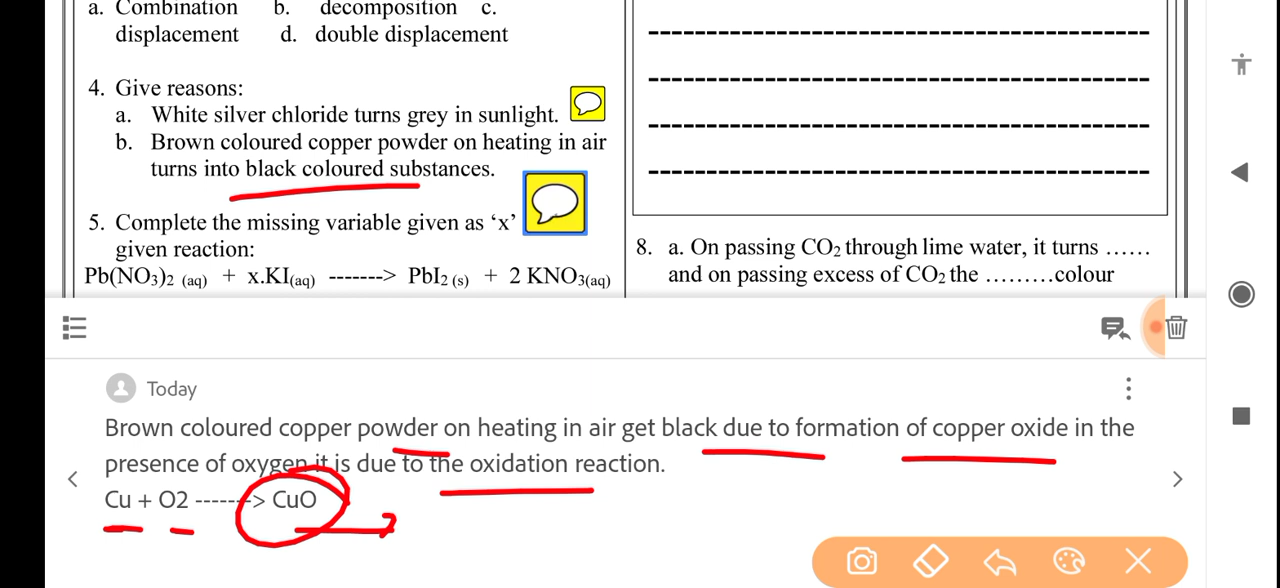 a. Combination b. decomposition c.
displacement d. double displacement
4. Give reasons:
a. White silver chloride turns grey in sunlight.
b. Brown coloured copper powder on heating in air
turns into black coloured substances.
5. Complete the missing variable given as ‘x’
given reaction:
Pb(NO3)2 (aq) + x.KI(aq) -------> PbI2 (s) + 2 KNO3(aq)
8. a. On passing CO2 through lime water, it turns ……
and on passing excess of CO2 the ………colour
Today
Brown coloured copper powder on heating in air get black due to formation of copper oxide in the
presence of oxygen it is due to the oxidation reaction.
Cu + O2 -------> CuO